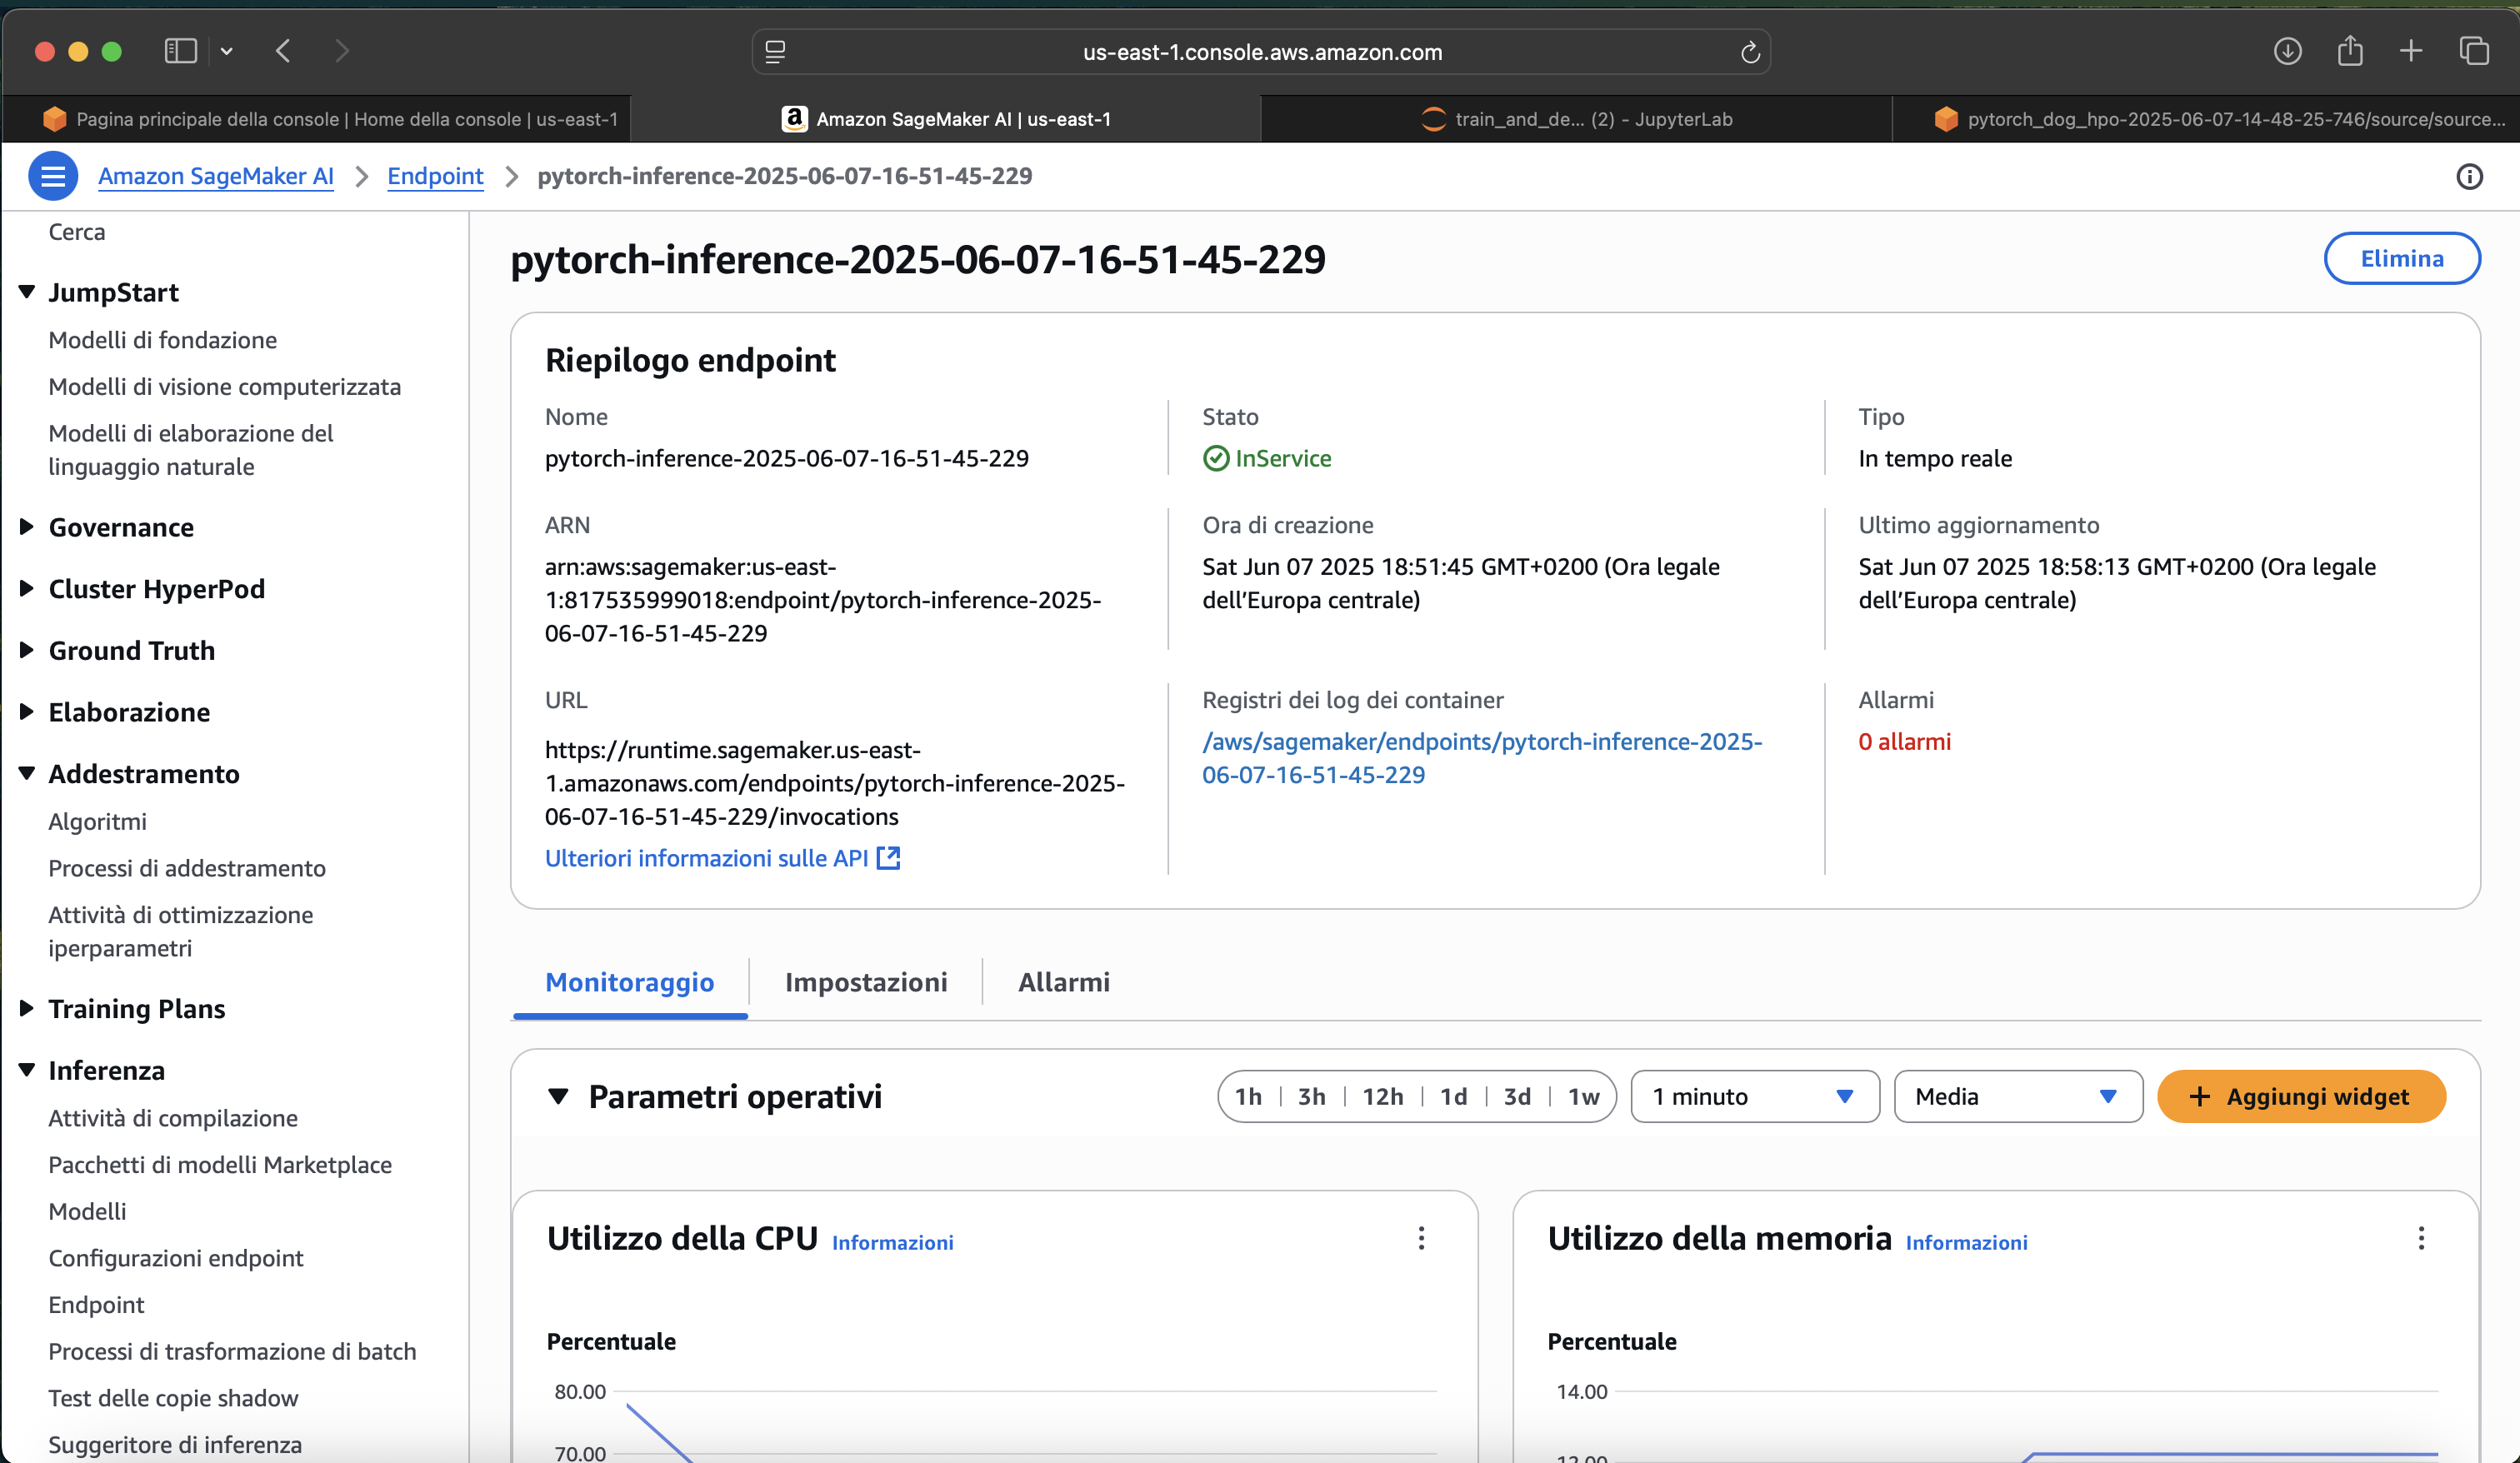 us-east-1.console.aws.amazon.com
Pagina principale della console | Home della console | us-east-1
Amazon SageMaker AI | us-east-1
train_and_de... (2) - JupyterLab
pytorch_dog_hpo-2025-06-07-14-48-25-746/source/source...
Amazon SageMaker AI > Endpoint > pytorch-inference-2025-06-07-16-51-45-229
Cerca
JumpStart
Modelli di fondazione
Modelli di visione computerizzata
Modelli di elaborazione del
linguaggio naturale
Governance
Cluster HyperPod
Ground Truth
Elaborazione
Addestramento
Algoritmi
Processi di addestramento
Attività di ottimizzazione
iperparametri
Training Plans
Inferenza
Attività di compilazione
Pacchetti di modelli Marketplace
Modelli
Configurazioni endpoint
Endpoint
Processi di trasformazione di batch
Test delle copie shadow
Suggeritore di inferenza
pytorch-inference-2025-06-07-16-51-45-229
Elimina
Riepilogo endpoint
Nome
pytorch-inference-2025-06-07-16-51-45-229
Stato
InService
Tipo
In tempo reale
ARN
arn:aws:sagemaker:us-east-
1:817535999018:endpoint/pytorch-inference-2025-
06-07-16-51-45-229
Ora di creazione
Sat Jun 07 2025 18:51:45 GMT+0200 (Ora legale
dell'Europa centrale)
Ultimo aggiornamento
Sat Jun 07 2025 18:58:13 GMT+0200 (Ora legale
dell'Europa centrale)
URL
https://runtime.sagemaker.us-east-
1.amazonaws.com/endpoints/pytorch-inference-2025-
06-07-16-51-45-229/invocations
Ulteriori informazioni sulle API
Registri dei log dei container
/aws/sagemaker/endpoints/pytorch-inference-2025-
06-07-16-51-45-229
Allarmi
0 allarmi
Monitoraggio
Impostazioni
Allarmi
Parametri operativi
1h | 3h | 12h | 1d | 3d | 1w
1 minuto
Media
+ Aggiungi widget
Utilizzo della CPU Informazioni
Percentuale
80.00
70.00
Utilizzo della memoria Informazioni
Percentuale
14.00
12.00